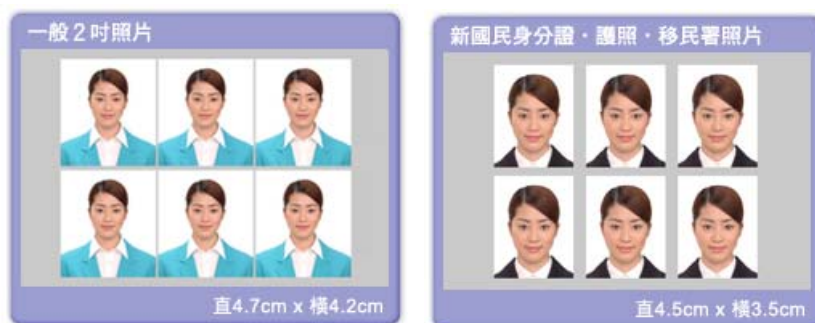 一般2吋照片
直4.7cm x 橫4.2cm
新國民身分證·護照·移民署照片
直4.5cm x 橫3.5cm